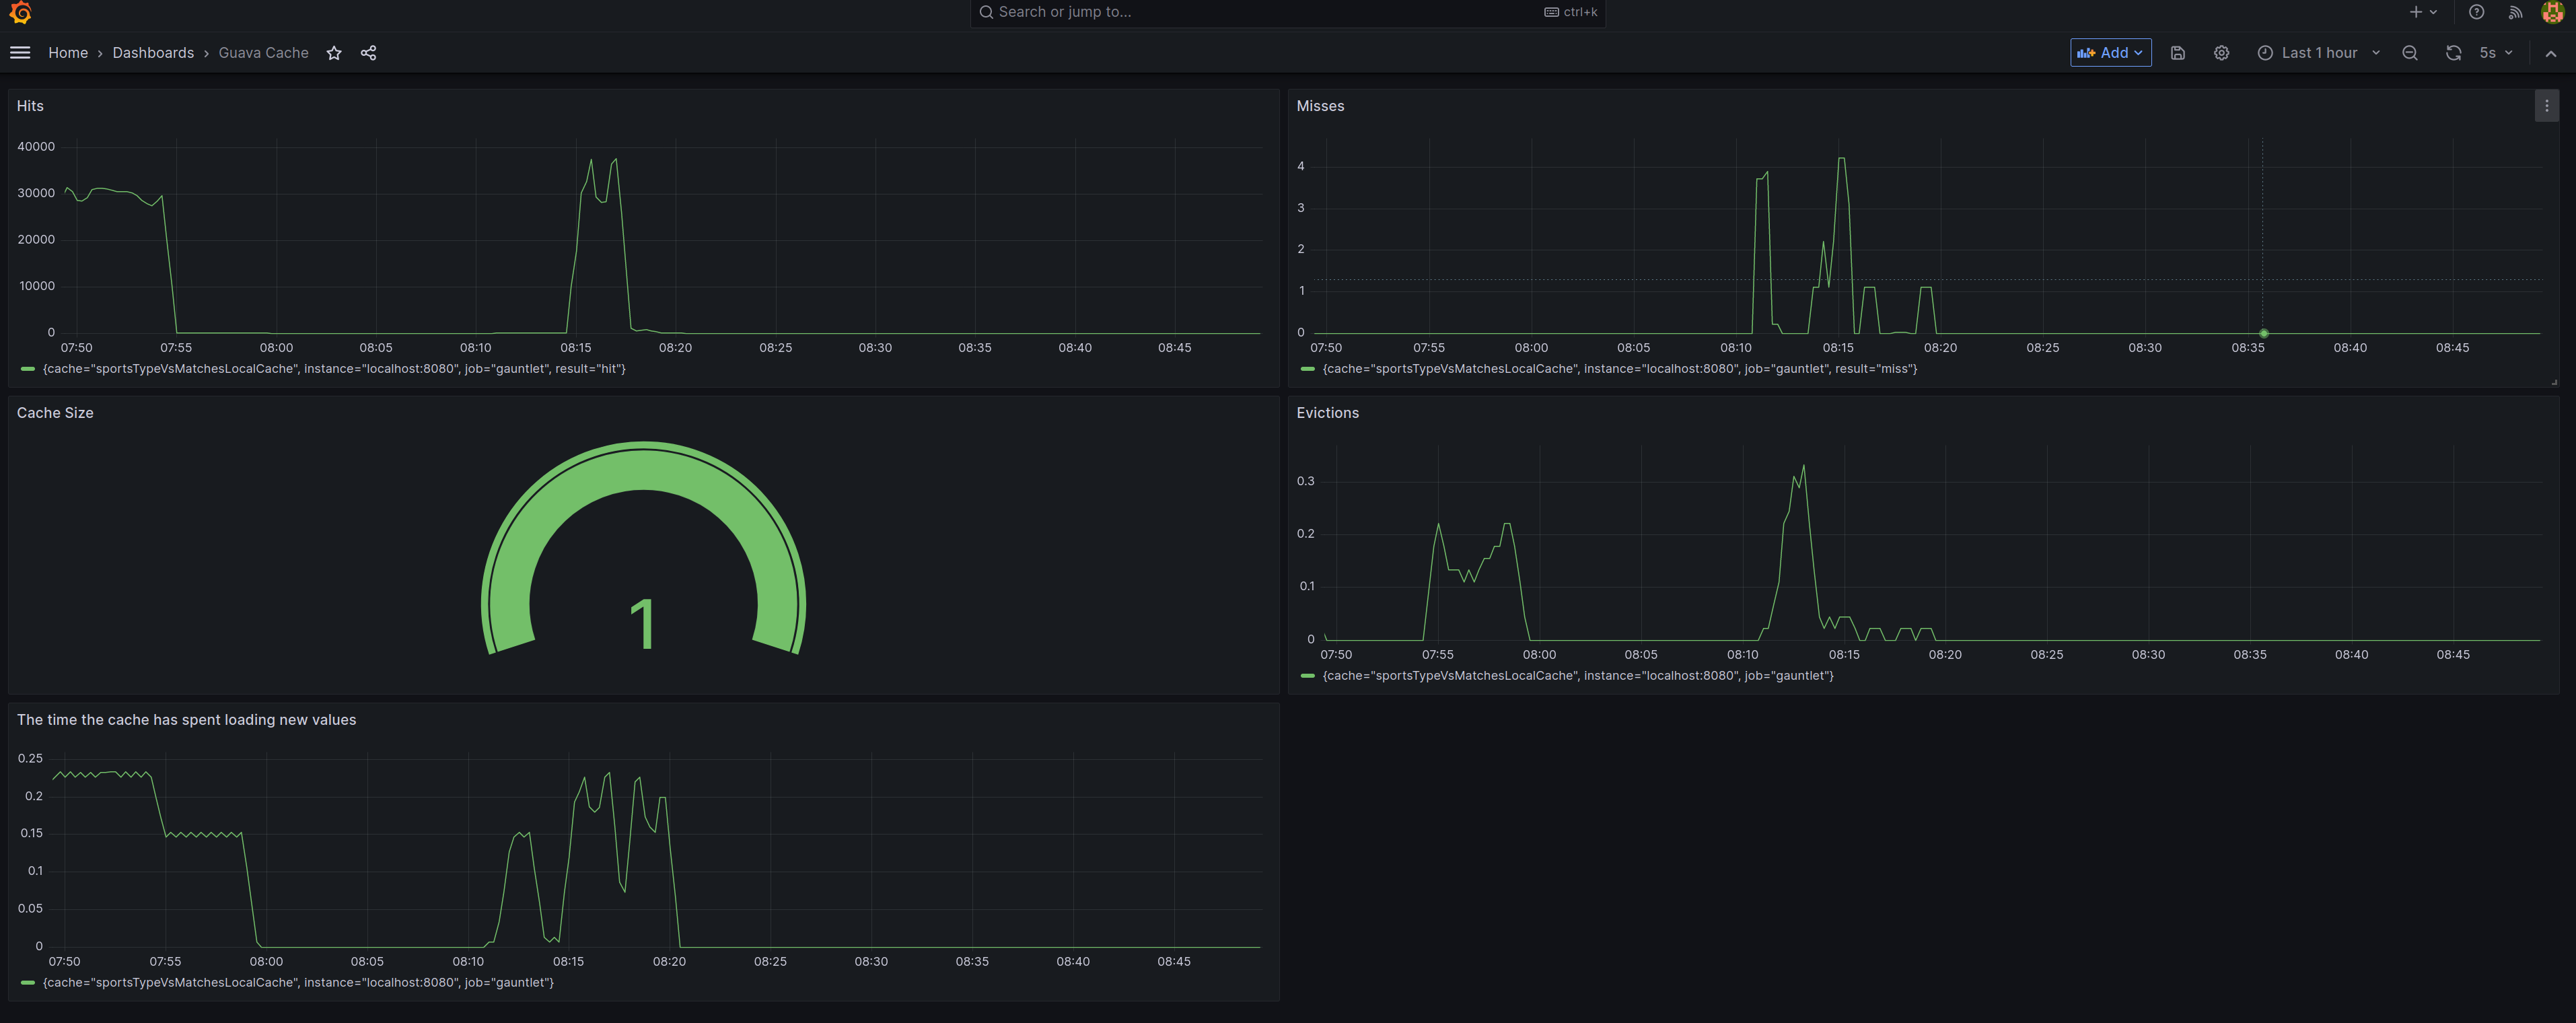 Search or jump to...
ctrl+k
Home › Dashboards › Guava Cache
Add
Last 1 hour
5s
Hits
40000
30000
20000
10000
0
07:50 07:55 08:00 08:05 08:10 08:15 08:20 08:25 08:30 08:35 08:40 08:45
{cache="sportsTypeVsMatchesLocalCache", instance="localhost:8080", job="gauntlet", result="hit"}
Misses
4
3
2
1
0
07:50 07:55 08:00 08:05 08:10 08:15 08:20 08:25 08:30 08:35 08:40 08:45
{cache="sportsTypeVsMatchesLocalCache", instance="localhost:8080", job="gauntlet", result="miss"}
Cache Size
1
Evictions
0.3
0.2
0.1
0
07:50 07:55 08:00 08:05 08:10 08:15 08:20 08:25 08:30 08:35 08:40 08:45
{cache="sportsTypeVsMatchesLocalCache", instance="localhost:8080", job="gauntlet"}
The time the cache has spent loading new values
0.25
0.2
0.15
0.1
0.05
0
07:50 07:55 08:00 08:05 08:10 08:15 08:20 08:25 08:30 08:35 08:40 08:45
{cache="sportsTypeVsMatchesLocalCache", instance="localhost:8080", job="gauntlet"}